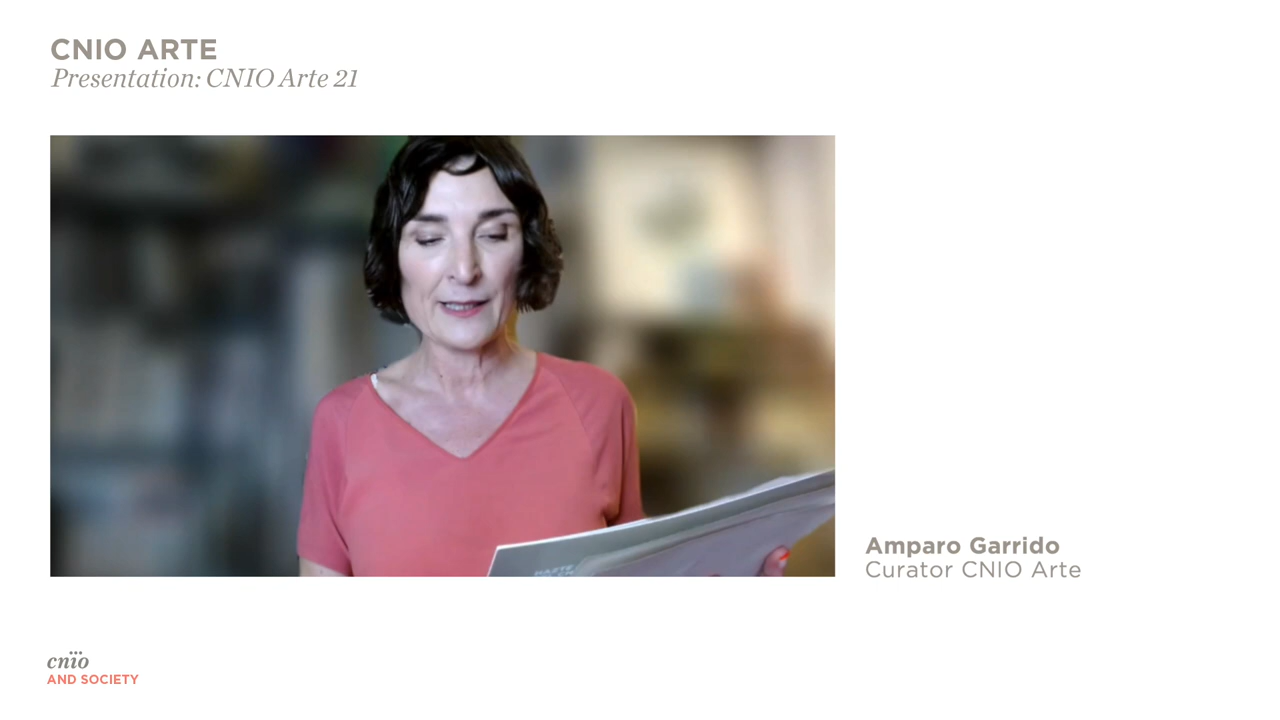 CNIO ARTE
Presentation: CNIO Arte 21
Amparo Garrido
Curator CNIO Arte
cnio
AND SOCIETY